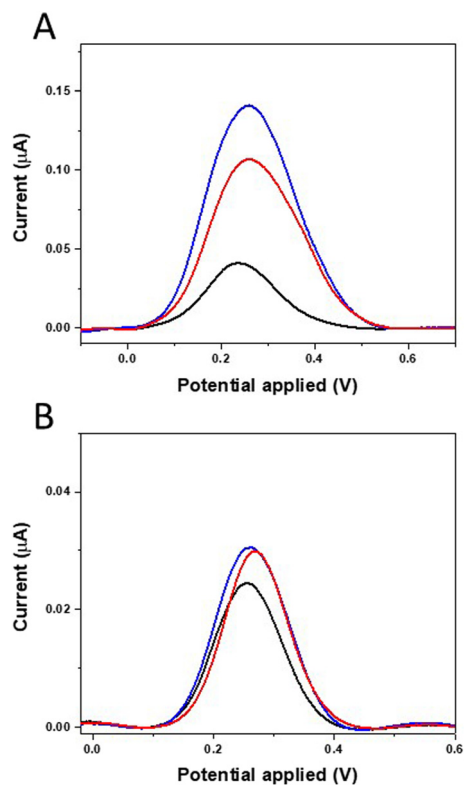 A
0.15
0.10
0.05
0.00
Current (μA)
0.0 0.2 0.4 0.6
Potential applied (V)
B
0.04
0.02
0.00
Current (μA)
0.0 0.2 0.4 0.6
Potential applied (V)